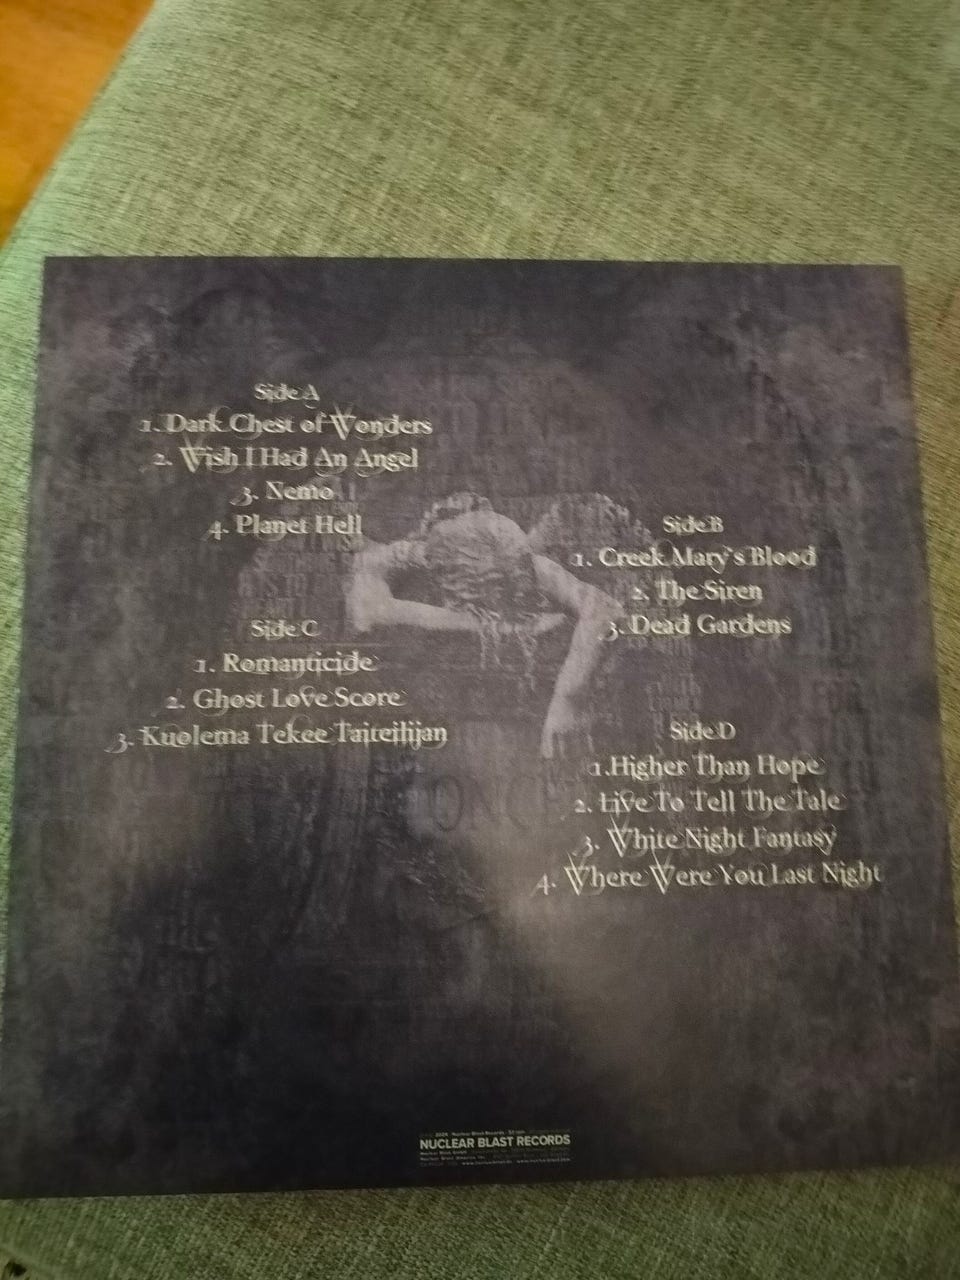 Side A
1. Dark Chest of Wonders
2. Wish I Had An Angel
3. Nemo
4. Planet Hell
Side B
1. Creek Mary's Blood
2. The Siren
3. Dead Gardens
Side C
1. Romanticide
2. Ghost Love Score
3. Kuolema Tekee Taiteilijan
Side D
1.Higher Than Hope
2. Live To Tell The Tale
3. White Night Fantasy
4. Where Were You Last Night
ONCE
NUCLEAR BLAST RECORDS